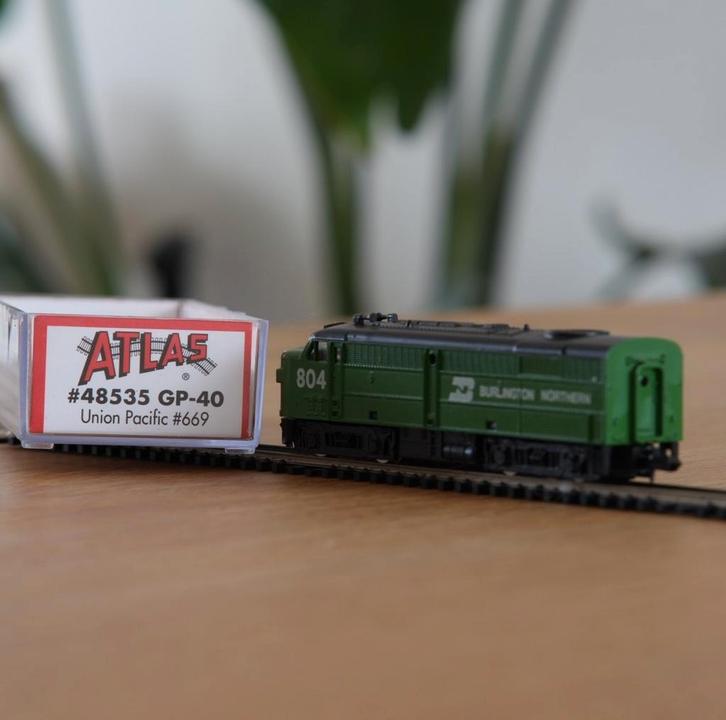 ATLAS
®
#48535 GP-40
Union Pacific #669
804
BURLINGTON NORTHERN